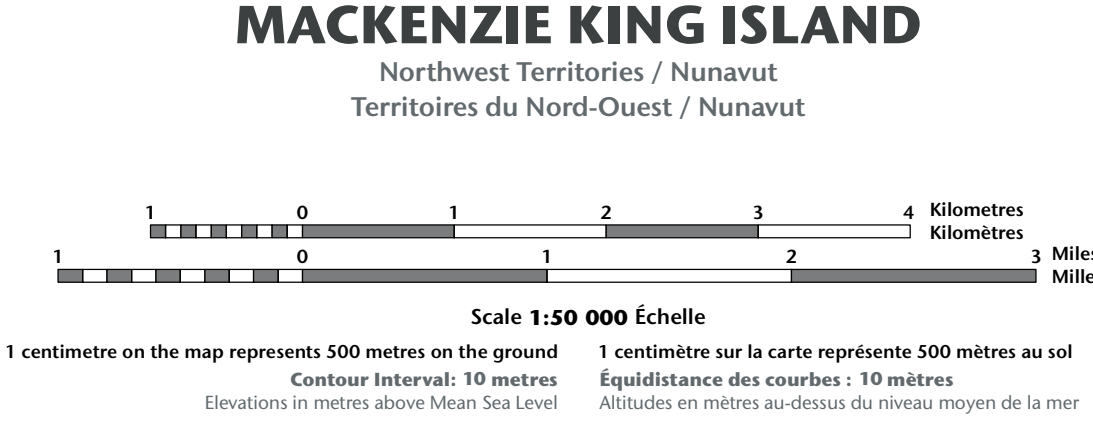 MACKENZIE KING ISLAND
Northwest Territories / Nunavut
Territoires du Nord-Ouest / Nunavut
1 0 1 2 3 4 Kilometres
Kilomètres
1 0 1 2 3 Miles
Mille
Scale 1:50 000 Échelle
1 centimetre on the map represents 500 metres on the ground
Contour Interval: 10 metres
Elevations in metres above Mean Sea Level
1 centimètre sur la carte représente 500 mètres au sol
Équidistance des courbes : 10 mètres
Altitudes en mètres au-dessus du niveau moyen de la mer